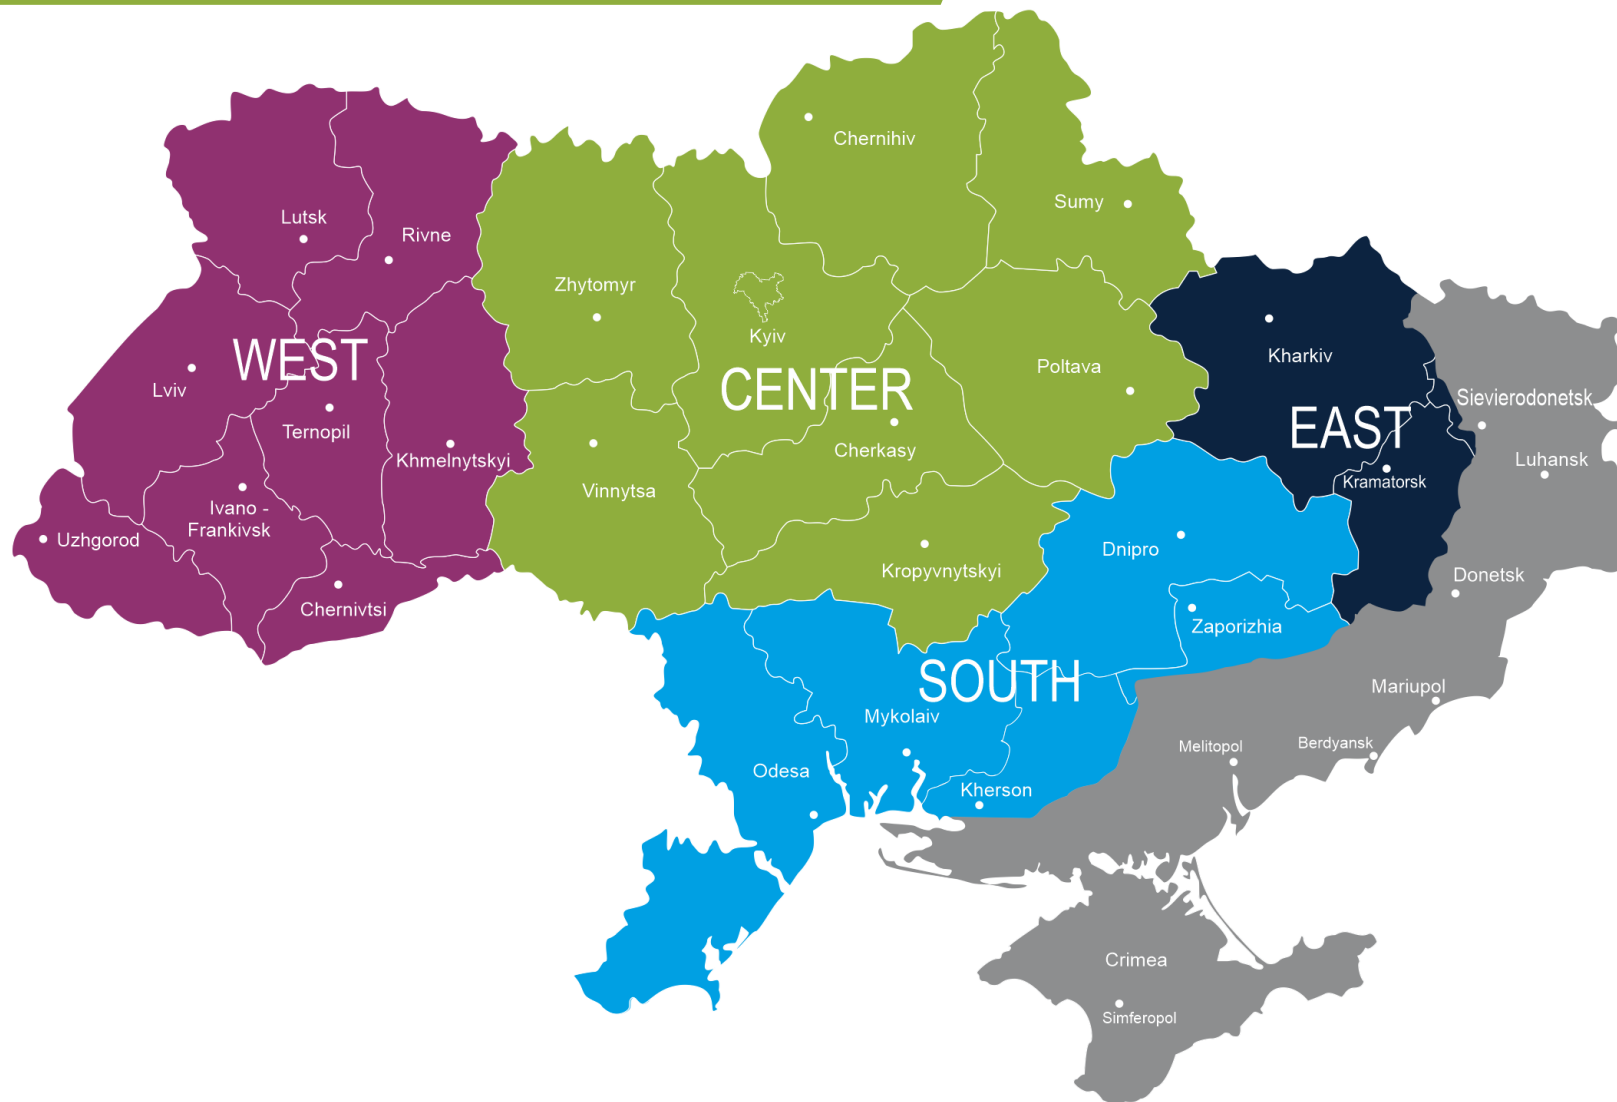 Chernihiv
Sumy
Lutsk
Rivne
Zhytomyr
Kyiv
WEST
Lviv
Ternopil
Khmelnytskyi
CENTER
Poltava
Cherkasy
Kharkiv
EAST
Sievierodonetsk
Luhansk
Kramatorsk
Vinnytsa
Ivano -
Frankivsk
Uzhgorod
Chernivtsi
Kropyvnytskyi
Dnipro
Donetsk
Zaporizhia
SOUTH
Mariupol
Mykolaiv
Melitopol
Berdyansk
Odesa
Kherson
Crimea
Simferopol